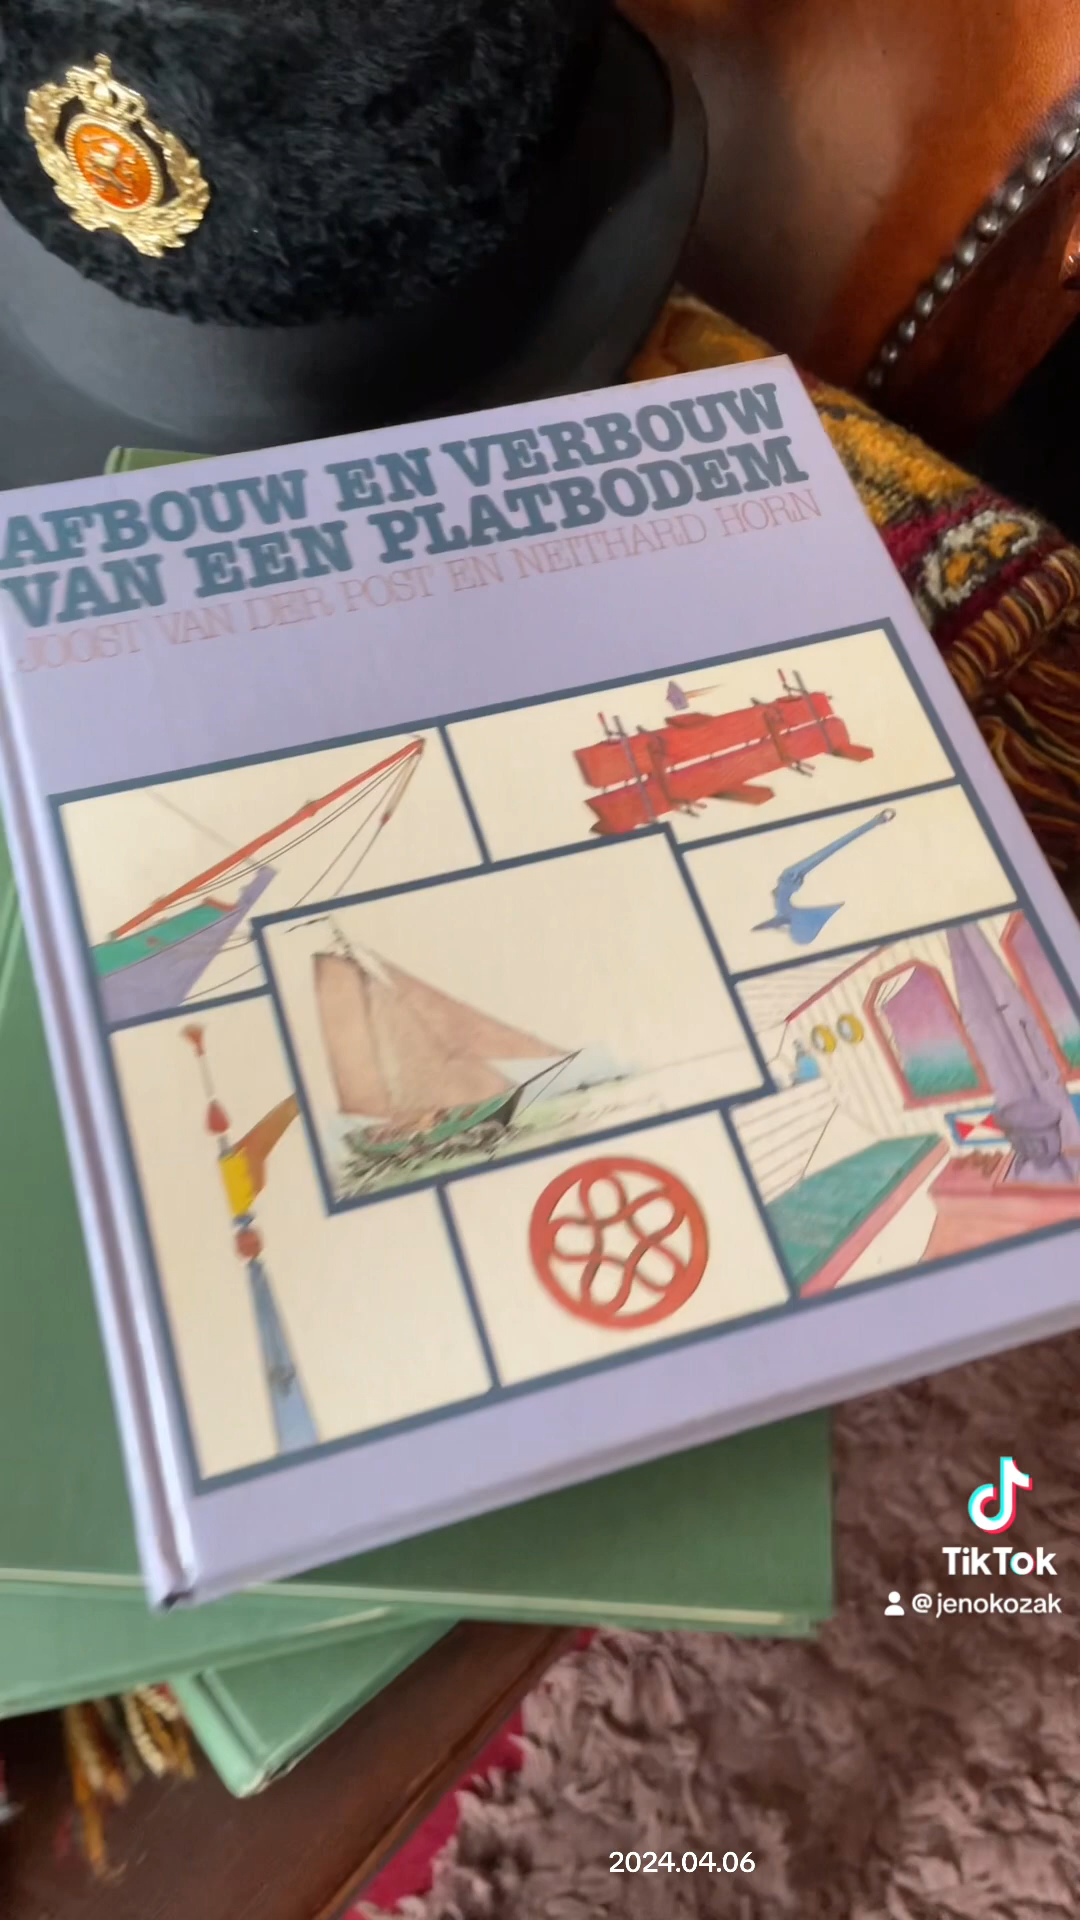 AFBOUW EN VERBOUW
VAN EEN PLATBODEM
JOOST VAN DER POST EN NEITHARD HORN
TikTok
@jenokozak
2024.04.06